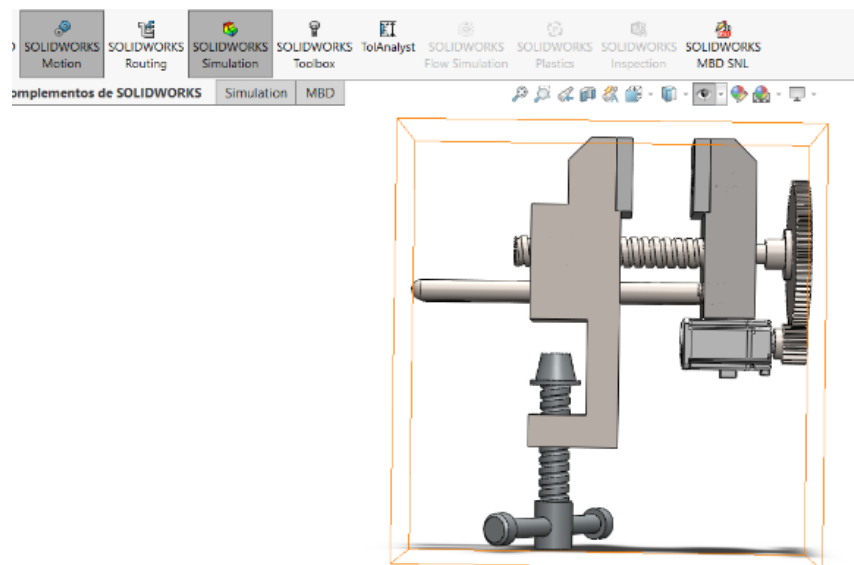 SOLIDWORKS Motion
SOLIDWORKS Routing
SOLIDWORKS Simulation
SOLIDWORKS Toolbox
TolAnalyst
SOLIDWORKS Flow Simulation
SOLIDWORKS Plastics
SOLIDWORKS Inspection
SOLIDWORKS MBD SNL
omplementos de SOLIDWORKS
Simulation
MBD